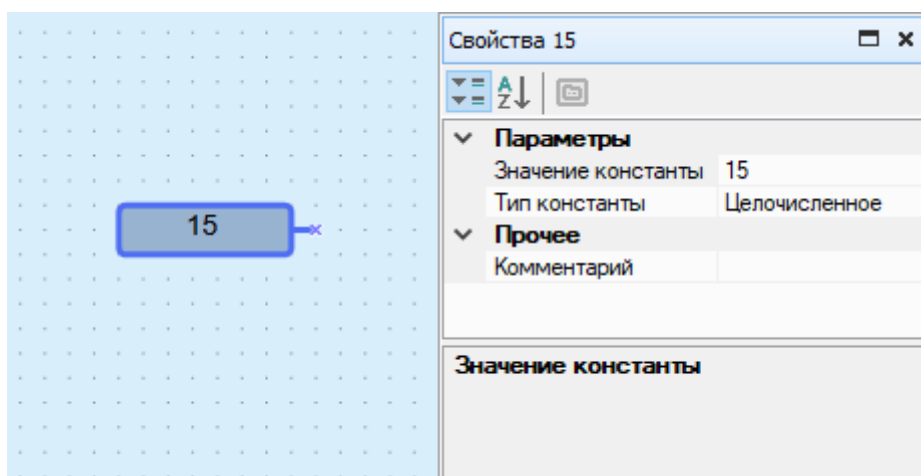 15
Свойства 15
Параметры
Значение константы 15
Тип константы Целочисленное
Прочее
Комментарий
Значение константы